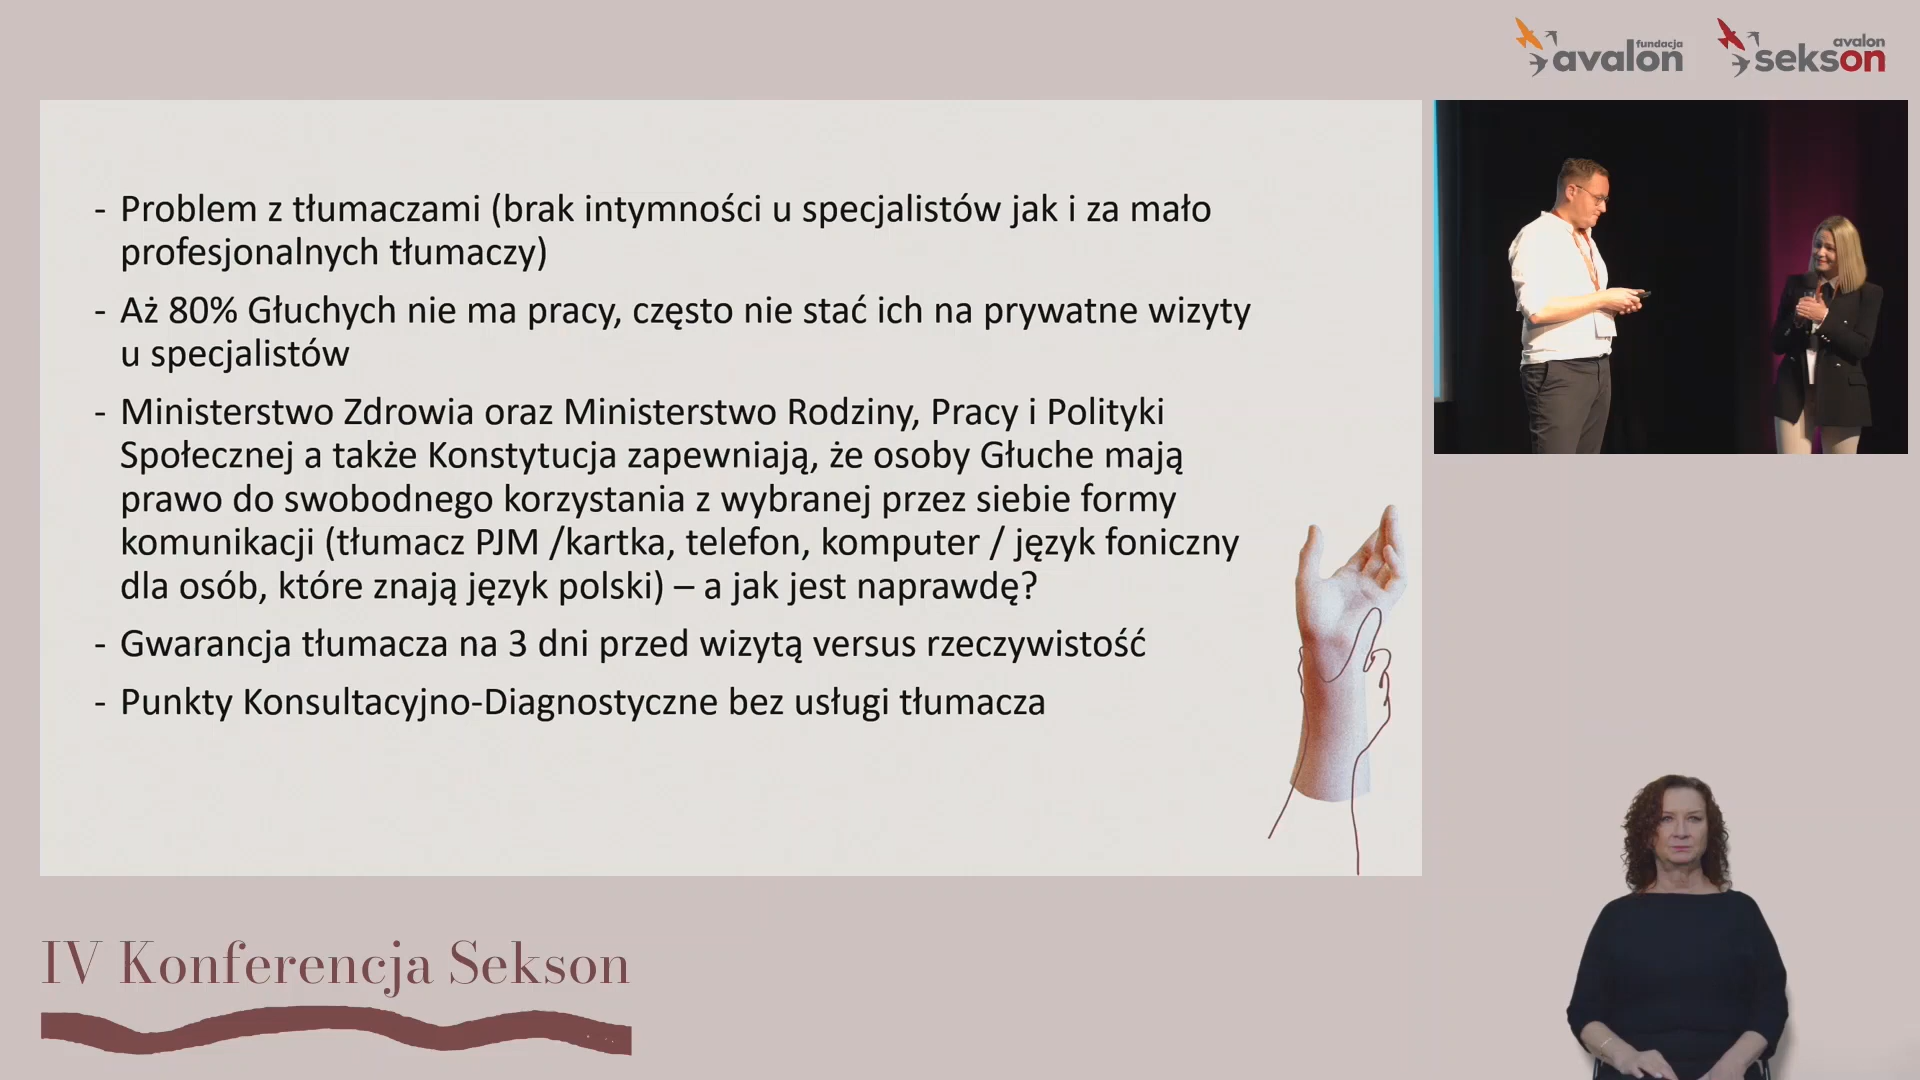 fundacja
avalon
avalon
sekson
- Problem z tłumaczami (brak intymności u specjalistów jak i za mało
profesjonalnych tłumaczy)
- Aż 80% Głuchych nie ma pracy, często nie stać ich na prywatne wizyty
u specjalistów
- Ministerstwo Zdrowia oraz Ministerstwo Rodziny, Pracy i Polityki
Społecznej a także Konstytucja zapewniają, że osoby Głuche mają
prawo do swobodnego korzystania z wybranej przez siebie formy
komunikacji (tłumacz PJM /kartka, telefon, komputer / język foniczny
dla osób, które znają język polski) – a jak jest naprawdę?
- Gwarancja tłumacza na 3 dni przed wizytą versus rzeczywistość
- Punkty Konsultacyjno-Diagnostyczne bez usługi tłumacza
IV Konferencja Sekson